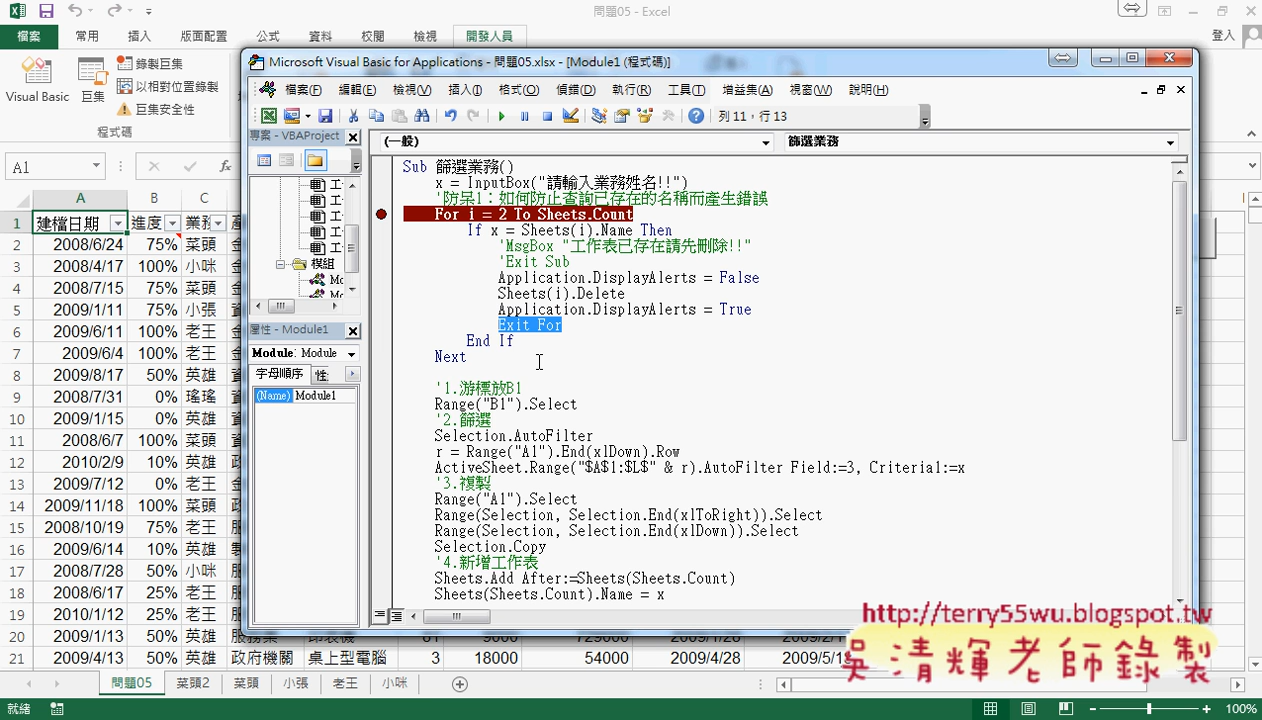 問題05 - Excel
檔案 常用 插入 版面配置 公式 資料 校閱 檢視 開發人員 登入
Visual Basic 巨集 錄製巨集
以相對位置錄製
巨集安全性
程式碼
A1
Microsoft Visual Basic for Applications - 問題05.xlsx - [Module1 (程式碼)]
檔案(F) 編輯(E) 檢視(V) 插入(I) 格式(O) 偵錯(D) 執行(R) 工具(T) 增益集(A) 視窗(W) 說明(H)
列 11，行 13
專案 - VBAProject
模組
屬性 - Module1
Module1 Module
字母順序
(Name) Module1
(一般) 篩選業務
Sub 篩選業務()
x = InputBox("請輸入業務姓名!!")
'防呆1：如何防止查詢已存在的名稱而產生錯誤
For i = 2 To Sheets.Count
If x = Sheets(i).Name Then
'MsgBox "工作表已存在請先刪除!!"
'Exit Sub
Application.DisplayAlerts = False
Sheets(i).Delete
Application.DisplayAlerts = True
Exit For
End If
Next
'1.游標放B1
Range("B1").Select
'2.篩選
Selection.AutoFilter
r = Range("A1").End(xlDown).Row
ActiveSheet.Range("$A$1:$L$" & r).AutoFilter Field:=3, Criteria1:=x
'3.複製
Range("A1").Select
Range(Selection, Selection.End(xlToRight)).Select
Range(Selection, Selection.End(xlDown)).Select
Selection.Copy
'4.新增工作表
Sheets.Add After:=Sheets(Sheets.Count)
Sheets(Sheets.Count).Name = x
A B C
1 建檔日期 進度 業務
2 2008/6/24 75% 菜頭
3 2008/4/17 100% 小咪
4 2008/7/15 75% 菜頭
5 2009/1/11 75% 小張
6 2009/6/11 100% 老王
7 2009/6/4 100% 老王
8 2009/8/17 50% 英雄
9 2008/7/31 0% 瑤瑤
10 2009/1/15 0% 英雄
11 2008/6/7 100% 菜頭
12 2010/2/9 10% 英雄
13 2009/7/12 0% 老王
14 2009/11/18 100% 菜頭
15 2008/10/19 75% 老王
16 2009/6/14 10% 英雄
17 2008/7/28 50% 小咪
18 2008/6/17 25% 老王
19 2010/1/12 25% 老王
20 2009/1/13 50% 英雄
21 2009/4/13 50% 英雄 政府機關 桌上型電腦 3 18000 54000 2009/4/28
問題05 菜頭2 菜頭 小張 老王 小咪
就緒 100%
http://terry55wu.blogspot.tw
吳清輝老師錄製